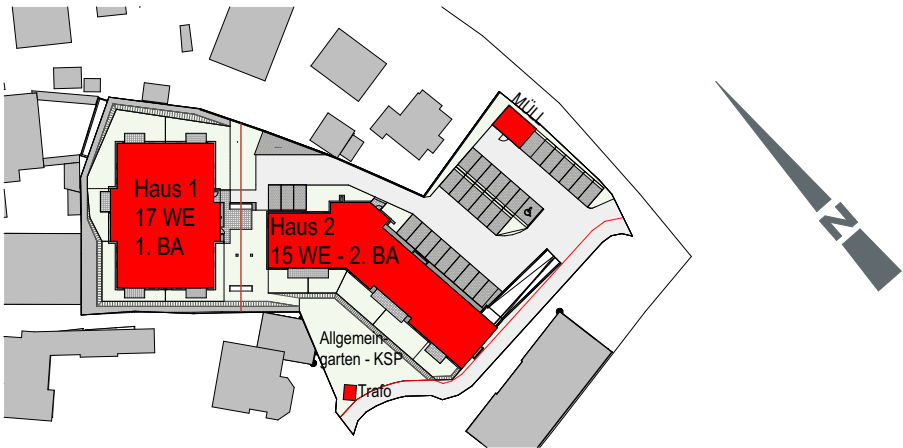 MÜLL
Haus 1
17 WE
1. BA
Haus 2
15 WE - 2. BA
Allgemein-
garten - KSP
Trafo
N